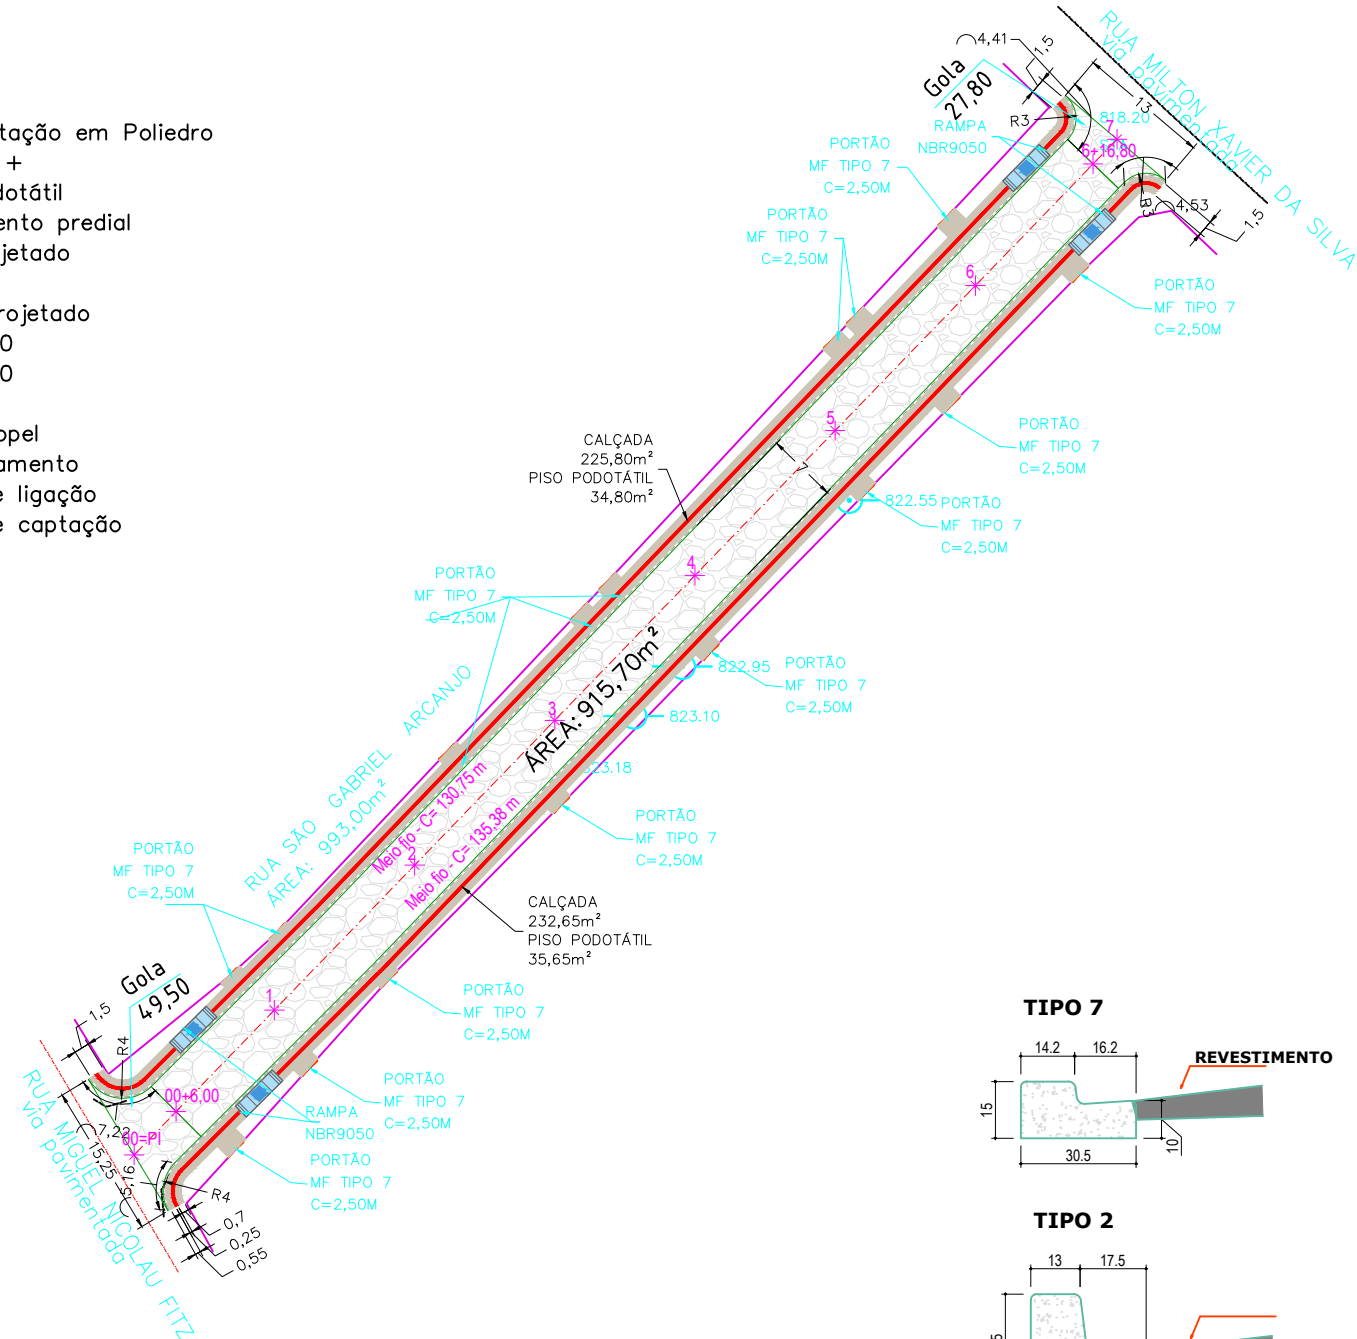 tação em Poliedro
+
dotátil
ento predial
jetado
rojetado
0
0
opel
amento
e ligação
e captação
RUA MILTON XAVIER DA SILVA
via pavimentada
4,41
1,5
Gola
27,80
R3
13
818.20
7
6+16,80
RAMPA
NBR9050
PORTÃO
MF TIPO 7
C=2,50M
PORTÃO
MF TIPO 7
C=2,50M
R3
4,53
1,5
6
PORTÃO
MF TIPO 7
C=2,50M
5
PORTÃO
MF TIPO 7
C=2,50M
CALÇADA
225,80m²
PISO PODOTÁTIL
34,80m²
7
822.55
PORTÃO
MF TIPO 7
C=2,50M
4
PORTÃO
MF TIPO 7
C=2,50M
822.95
PORTÃO
MF TIPO 7
C=2,50M
823.10
3
ÁREA: 915,70m²
23.18
RUA SÃO GABRIEL ARCANJO
ÁREA: 993,00m²
Meio fio - C= 130,75 m
2
Meio fio - C= 135,38 m
PORTÃO
MF TIPO 7
C=2,50M
PORTÃO
MF TIPO 7
C=2,50M
CALÇADA
232,65m²
PISO PODOTÁTIL
35,65m²
Gola
49,50
1
PORTÃO
MF TIPO 7
C=2,50M
1,5
R4
00+6,00
PORTÃO
MF TIPO 7
C=2,50M
RAMPA
NBR9050
7,22
00=PI
15,25
5,16
R4
PORTÃO
MF TIPO 7
C=2,50M
0,7
0,25
0,55
RUA MIGUEL NICOLAU FITZ
via pavimentada
TIPO 7
14.2
16.2
REVESTIMENTO
15
10
30.5
TIPO 2
13
17.5